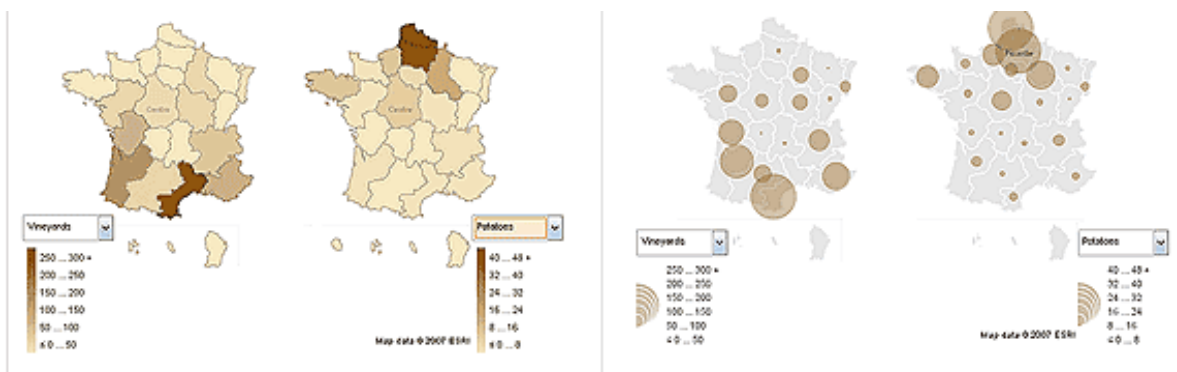 Centre
Vineyards
250 ... 300 +
200 ... 250
150 ... 200
100 ... 150
50 ... 100
≤ 0 ... 50
Centre
Potatoes
40 ... 48 +
32 ... 40
24 ... 32
16 ... 24
8 ... 16
≤ 0 ... 8
Map data © 2007 ESRI
Vineyards
250 ... 300 +
200 ... 250
150 ... 200
100 ... 150
50 ... 100
≤ 0 ... 50
Picardie
Potatoes
40 ... 48 +
32 ... 40
24 ... 32
16 ... 24
8 ... 16
≤ 0 ... 8
Map data © 2007 ESRI